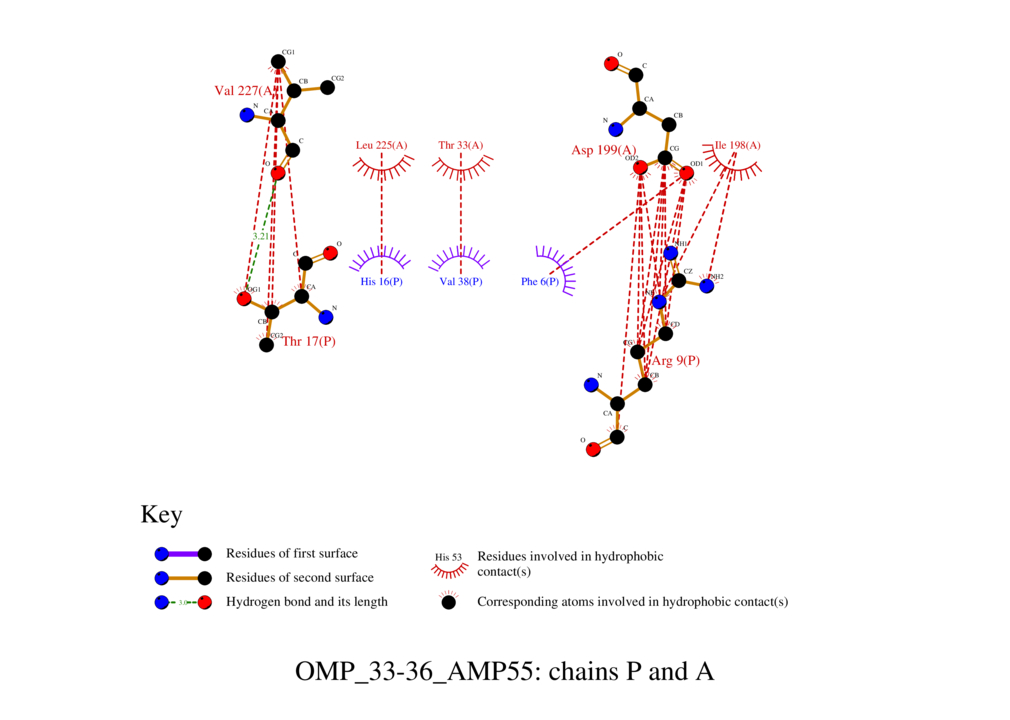 CG1
CG2
CB
Val 227(A)
N
CA
C
O
3.21
O
C
OG1
CA
CB
N
CG2
Thr 17(P)
Leu 225(A)
Thr 33(A)
His 16(P)
Val 38(P)
O
C
CA
CB
N
Asp 199(A)
CG
OD2
OD1
Ile 198(A)
Phe 6(P)
NH1
CZ
NH2
NE
CD
CG
Arg 9(P)
CB
N
CA
C
O
Key
Residues of first surface
Residues of second surface
3.0
Hydrogen bond and its length
His 53
Residues involved in hydrophobic
contact(s)
Corresponding atoms involved in hydrophobic contact(s)
OMP_33-36_AMP55: chains P and A